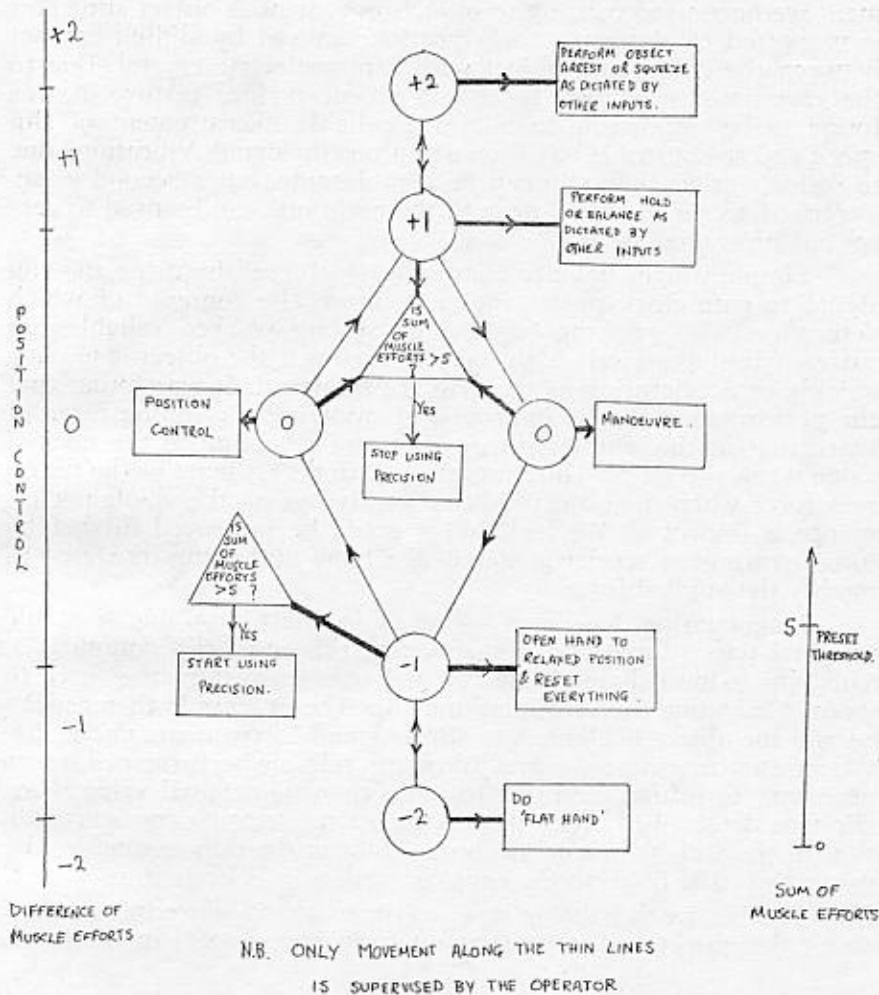 +2
+1
0
-1
-2
POSITION CONTROL
DIFFERENCE OF
MUSCLE EFFORTS
+2
PERFORM OBJECT
ARREST OR SQUEEZE
AS DICTATED BY
OTHER INPUTS.
+1
PERFORM HOLD
OR BALANCE AS
DICTATED BY
OTHER INPUTS
IS
SUM
OF
MUSCLE
EFFORTS >5
?
YES
STOP USING
PRECISION
POSITION
CONTROL
0
0
MANOEUVRE
IS
SUM
OF
MUSCLE
EFFORTS
>5 ?
YES
START USING
PRECISION.
-1
OPEN HAND TO
RELAXED POSITION
& RESET
EVERYTHING
-2
DO
'FLAT HAND'
5
PRESET
THRESHOLD.
0
SUM OF
MUSCLE EFFORTS
N.B. ONLY MOVEMENT ALONG THE THIN LINES
IS SUPERVISED BY THE OPERATOR